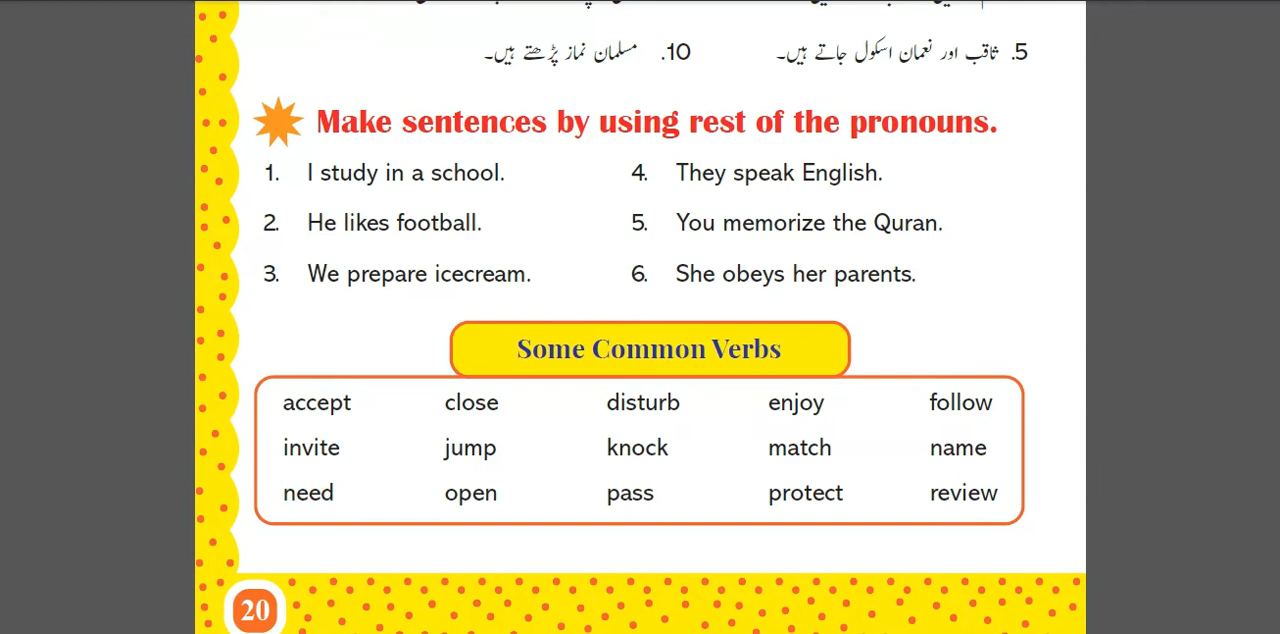 5. ثاقب اور نعمان اسکول جاتے ہیں۔ 10. مسلمان نماز پڑھتے ہیں۔
Make sentences by using rest of the pronouns.
1. I study in a school. 4. They speak English.
2. He likes football. 5. You memorize the Quran.
3. We prepare icecream. 6. She obeys her parents.
Some Common Verbs
accept close disturb enjoy follow
invite jump knock match name
need open pass protect review
20